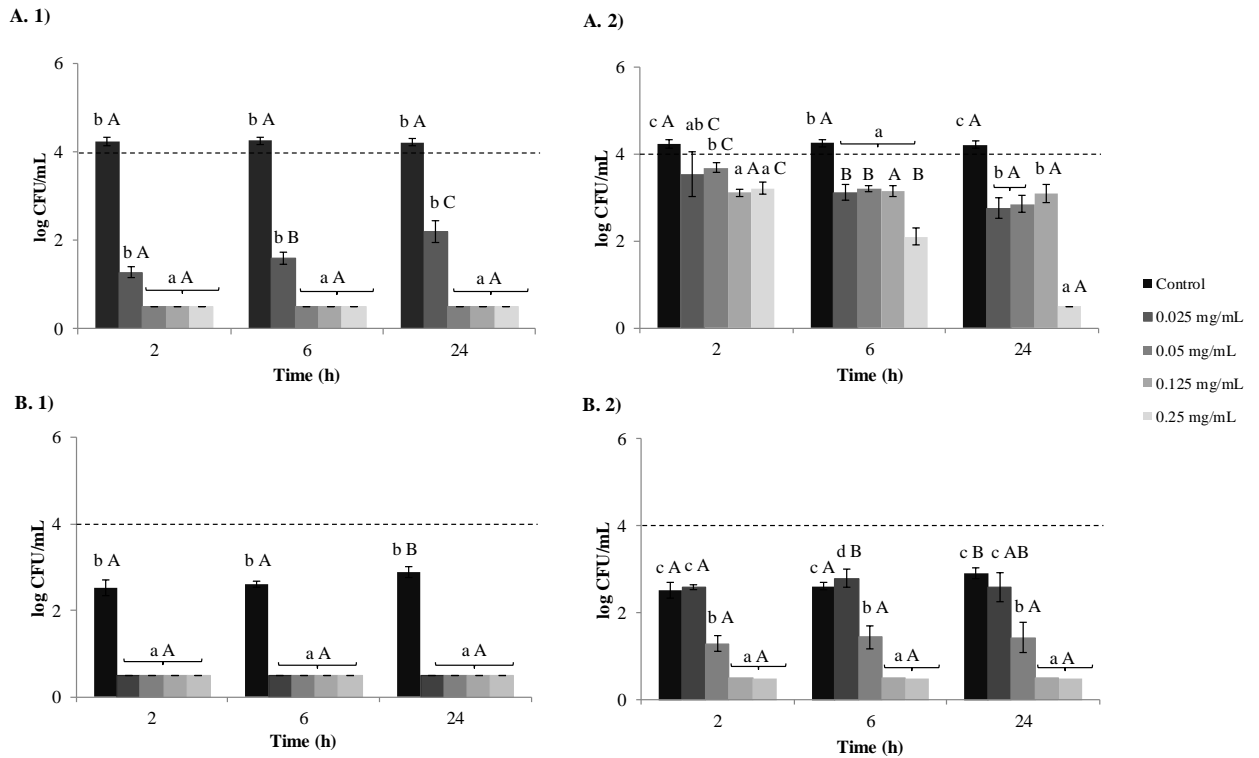 A. 1)
6
4
2
0
log CFU/mL
b A
b A
a A
b A
b B
a A
b A
b C
a A
2
6
24
Time (h)
A. 2)
6
4
2
0
log CFU/mL
c A
ab C
b C
a A
a C
b A
a
B
B
A
B
c A
b A
b A
a A
2
6
24
Time (h)
Control
0.025 mg/mL
0.05 mg/mL
0.125 mg/mL
0.25 mg/mL
B. 1)
6
4
2
0
log CFU/mL
b A
a A
b A
a A
b B
a A
2
6
24
Time (h)
B. 2)
6
4
2
0
log CFU/mL
c A
c A
b A
a A
c A
d B
b A
a A
c B
c AB
b A
a A
2
6
24
Time (h)